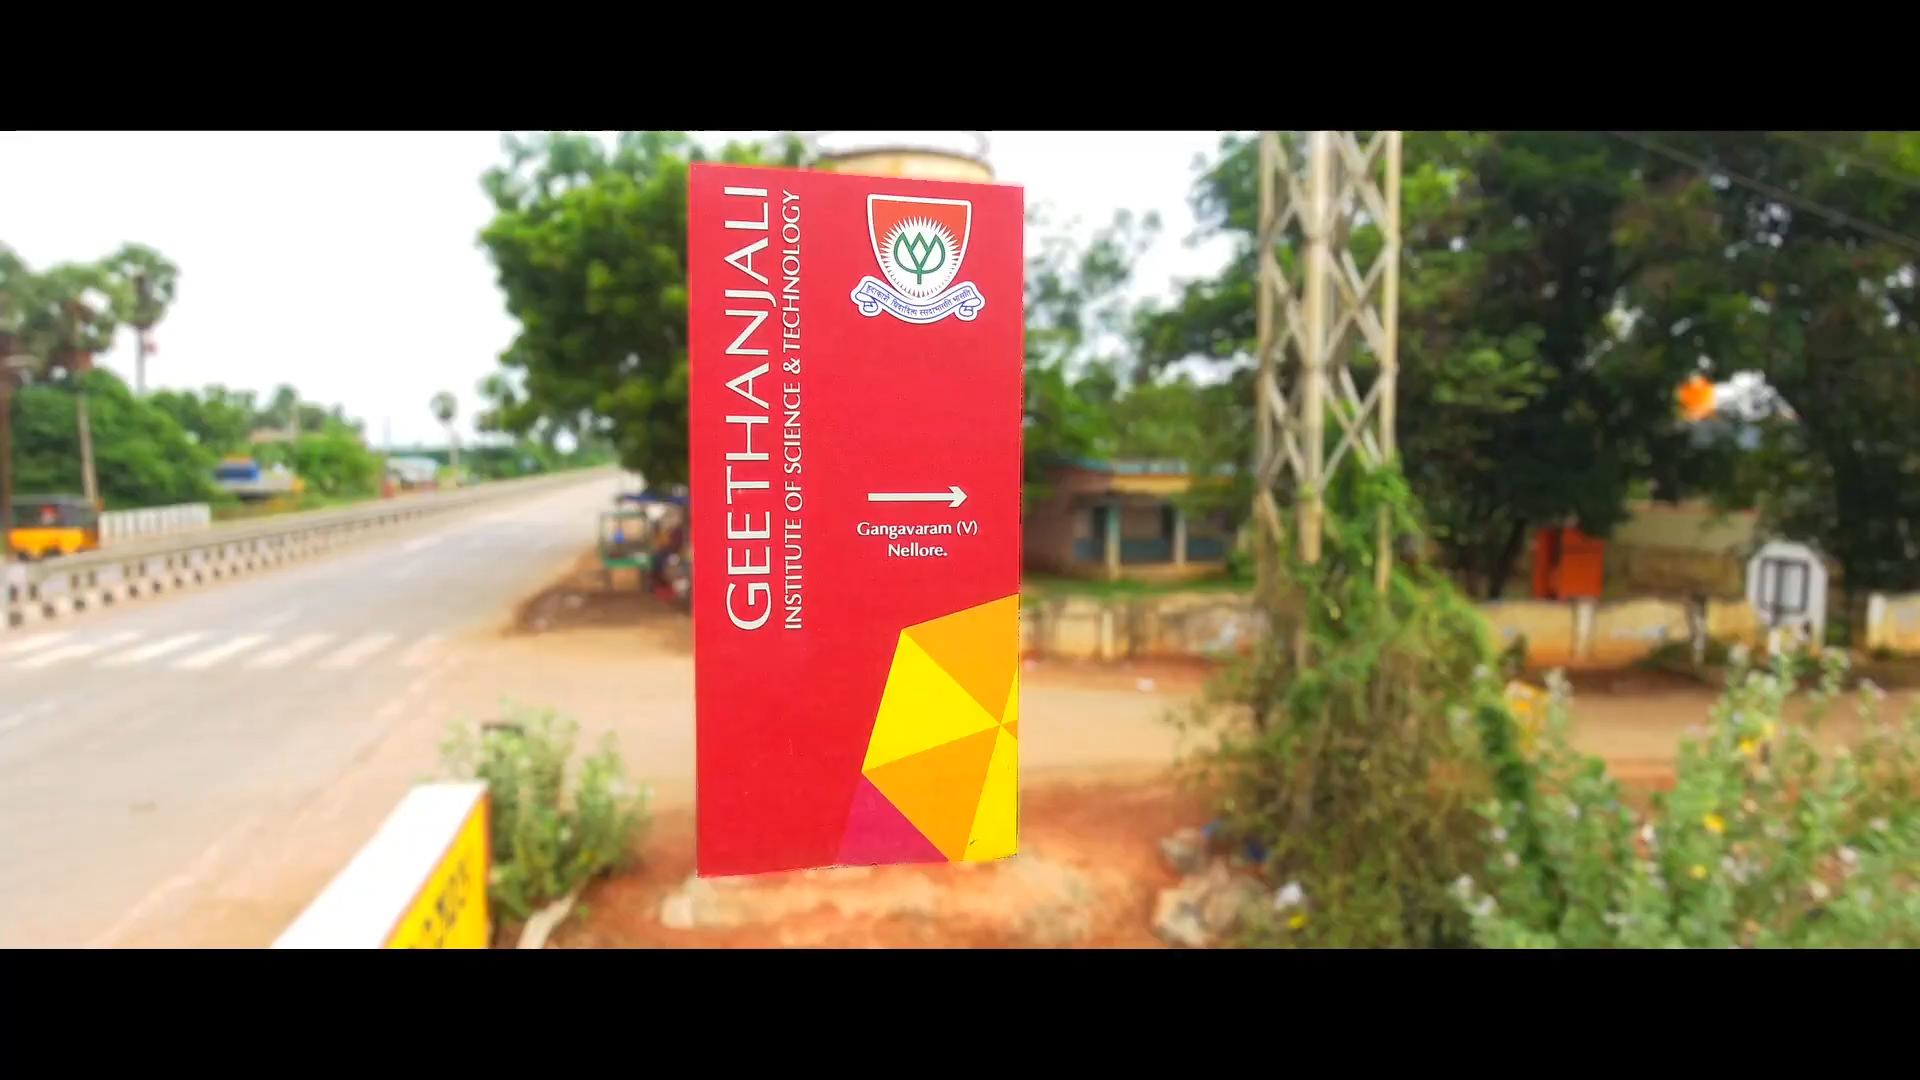 GEETHANJALI
INSTITUTE OF SCIENCE & TECHNOLOGY
Gangavaram (V)
Nellore.